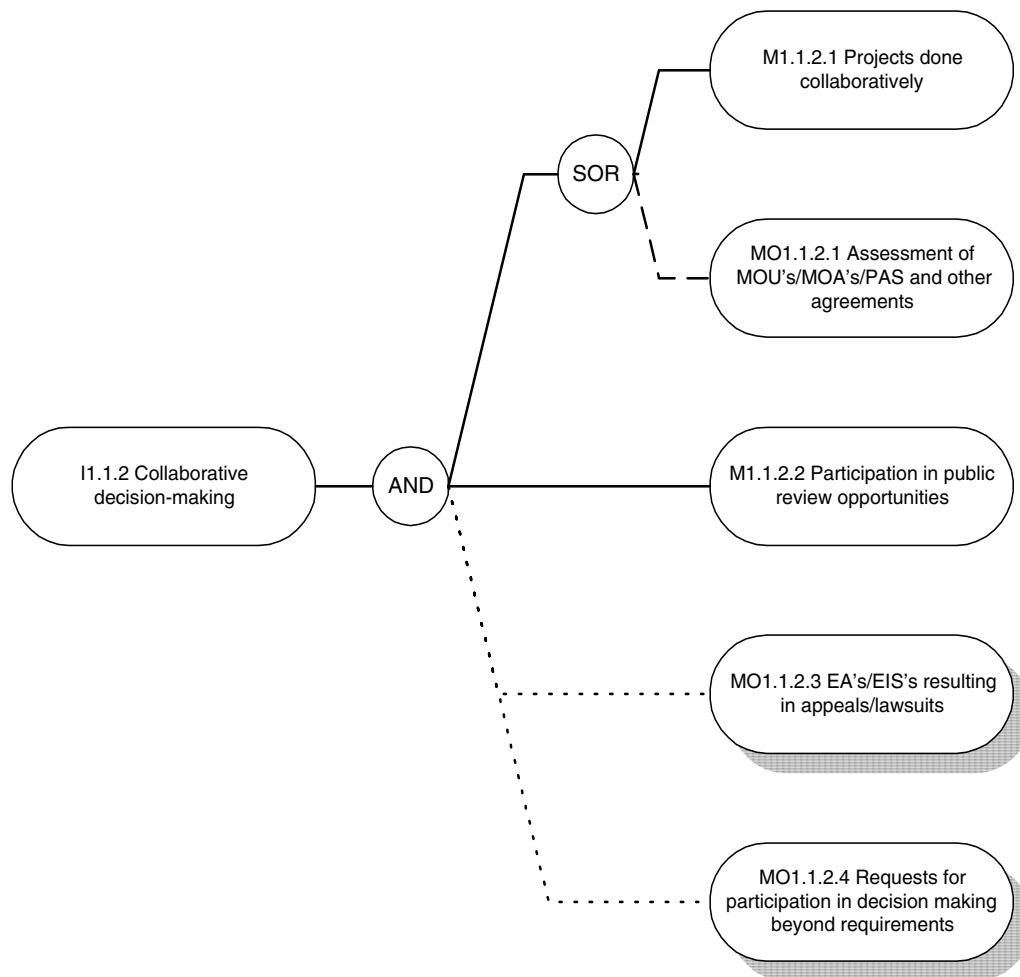 M1.1.2.1 Projects done
collaboratively
SOR
MO1.1.2.1 Assessment of
MOU's/MOA's/PAS and other
agreements
I1.1.2 Collaborative
decision-making
AND
M1.1.2.2 Participation in public
review opportunities
MO1.1.2.3 EA's/EIS's resulting
in appeals/lawsuits
MO1.1.2.4 Requests for
participation in decision making
beyond requirements